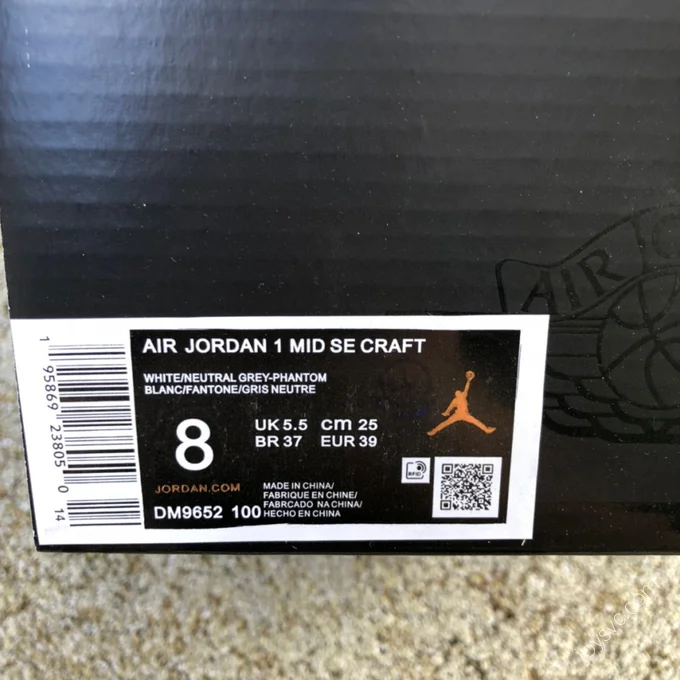 AIR
AIR JORDAN 1 MID SE CRAFT
WHITE/NEUTRAL GREY-PHANTOM
BLANC/FANTONE/GRIS NEUTRE
8
UK 5.5 cm 25
BR 37 EUR 39
JORDAN.COM
DM9652 100
MADE IN CHINA/
FABRIQUE EN CHINE/
FABRCADO NA CHINA/
HECHO EN CHINA
RFID
1 95869 23805 0 14